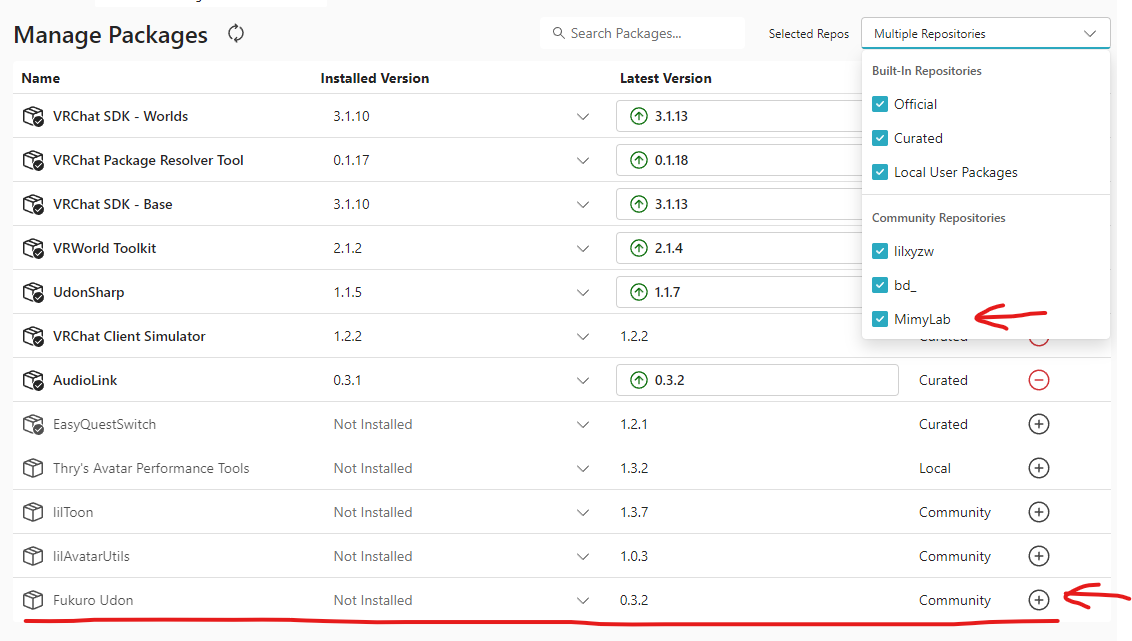 Manage Packages
Search Packages...
Selected Repos
Multiple Repositories
Name Installed Version Latest Version
Built-In Repositories
Official
Curated
Local User Packages
Community Repositories
lilxyzw
bd_
MimyLab
VRChat SDK - Worlds 3.1.10 3.1.13
VRChat Package Resolver Tool 0.1.17 0.1.18
VRChat SDK - Base 3.1.10 3.1.13
VRWorld Toolkit 2.1.2 2.1.4
UdonSharp 1.1.5 1.1.7
VRChat Client Simulator 1.2.2 1.2.2 Curated
AudioLink 0.3.1 0.3.2 Curated
EasyQuestSwitch Not Installed 1.2.1 Curated
Thry's Avatar Performance Tools Not Installed 1.3.2 Local
lilToon Not Installed 1.3.7 Community
lilAvatarUtils Not Installed 1.0.3 Community
Fukuro Udon Not Installed 0.3.2 Community